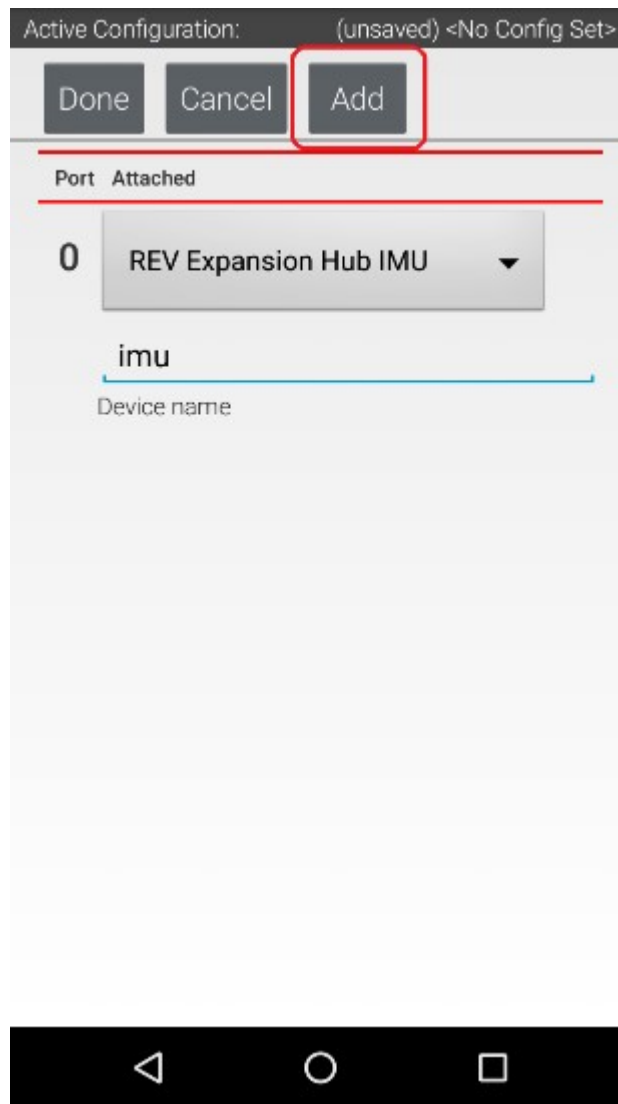 Active Configuration: (unsaved) <No Config Set>
Done Cancel Add
Port Attached
0 REV Expansion Hub IMU
imu
Device name